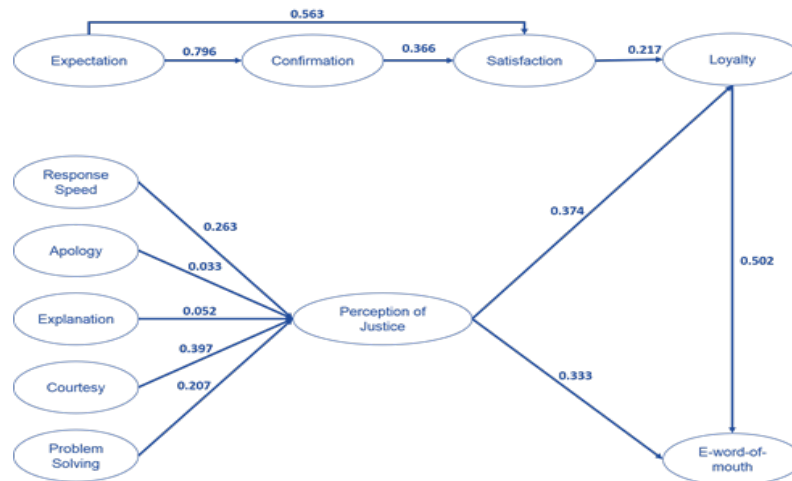 0.563
Expectation
0.796
Confirmation
0.366
Satisfaction
0.217
Loyalty
Response
Speed
0.263
Apology
0.033
Explanation
0.052
Courtesy
0.397
Problem
Solving
0.207
Perception of
Justice
0.374
0.333
0.502
E-word-of-
mouth